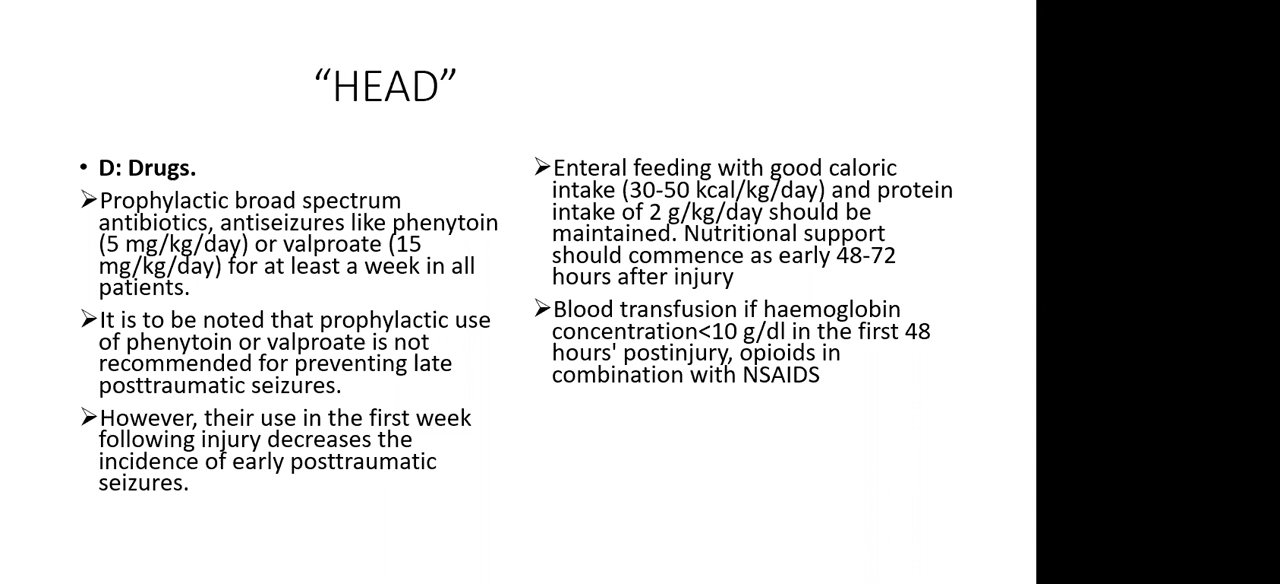 “HEAD”
• D: Drugs.
➢Prophylactic broad spectrum
antibiotics, antiseizures like phenytoin
(5 mg/kg/day) or valproate (15
mg/kg/day) for at least a week in all
patients.
➢It is to be noted that prophylactic use
of phenytoin or valproate is not
recommended for preventing late
posttraumatic seizures.
➢However, their use in the first week
following injury decreases the
incidence of early posttraumatic
seizures.
➢Enteral feeding with good caloric
intake (30-50 kcal/kg/day) and protein
intake of 2 g/kg/day should be
maintained. Nutritional support
should commence as early 48-72
hours after injury
➢Blood transfusion if haemoglobin
concentration<10 g/dl in the first 48
hours' postinjury, opioids in
combination with NSAIDS